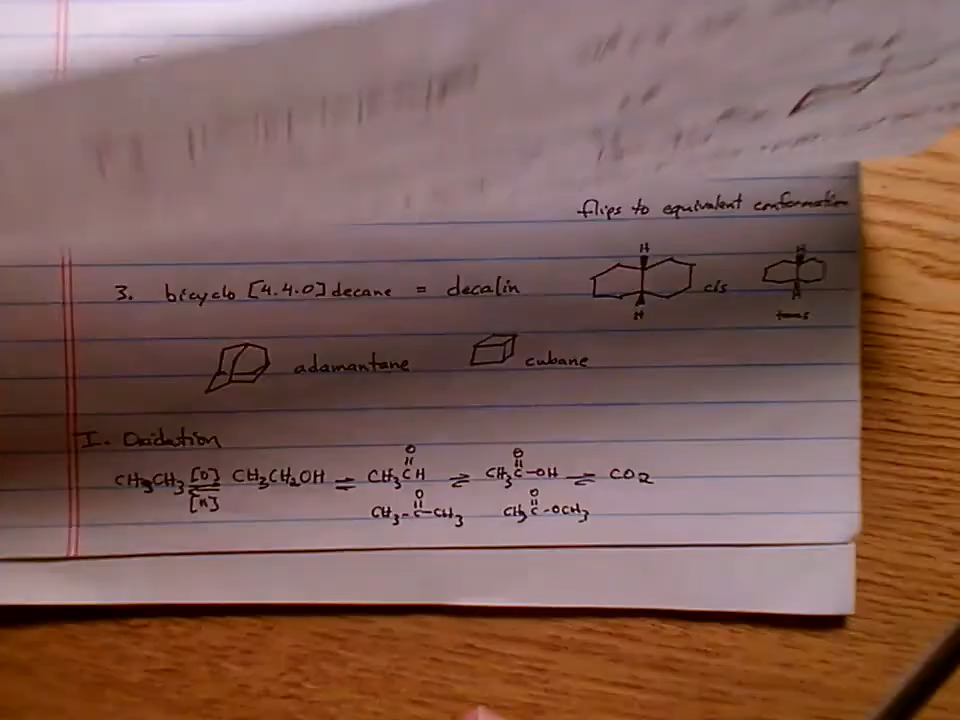 flips to equivalent conformation
3. bicyclo [4.4.0] decane = decalin
H H
cis
H H
trans
adamantane cubane
I. Oxidation
O O
CH3CH3 [O] ⇌ [H] CH3CH2OH ⇌ CH3CH ⇌ CH3C-OH ⇌ CO2
O O
CH3-C-CH3 CH3C-OCH3